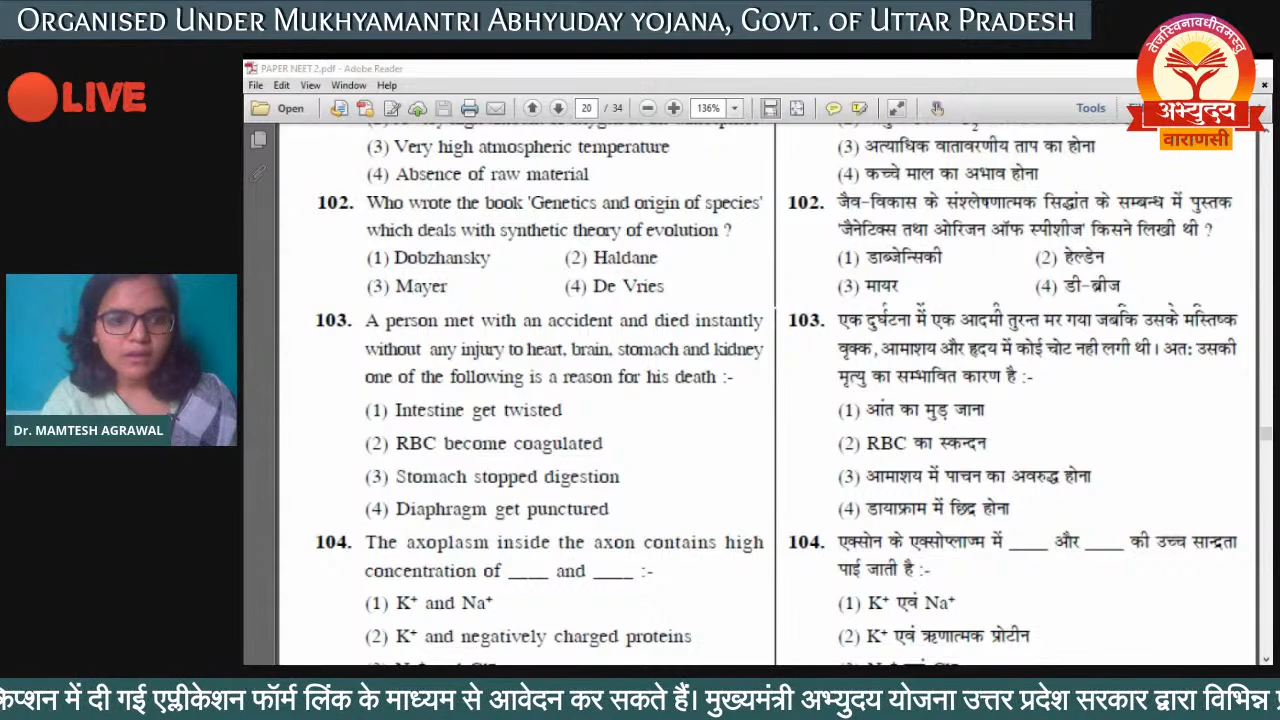 ORGANISED UNDER MUKHYAMANTRI ABHYUDAY YOJANA, GOVT. OF UTTAR PRADESH
तेजस्विनावधीतमस्तु
अभ्युदय
वाराणसी
LIVE
PAPER NEET 2.pdf - Adobe Reader
File Edit View Window Help
Open 20 / 34 136% Tools
(3) Very high atmospheric temperature
(4) Absence of raw material
102. Who wrote the book 'Genetics and origin of species'
which deals with synthetic theory of evolution ?
(1) Dobzhansky (2) Haldane
(3) Mayer (4) De Vries
103. A person met with an accident and died instantly
without any injury to heart, brain, stomach and kidney
one of the following is a reason for his death :-
(1) Intestine get twisted
(2) RBC become coagulated
(3) Stomach stopped digestion
(4) Diaphragm get punctured
104. The axoplasm inside the axon contains high
concentration of ____ and ____ :-
(1) K⁺ and Na⁺
(2) K⁺ and negatively charged proteins
(3) अत्याधिक वातावरणीय ताप का होना
(4) कच्चे माल का अभाव होना
102. जैव-विकास के संश्लेषणात्मक सिद्धांत के सम्बन्ध में पुस्तक
'जैनेटिक्स तथा ओरिजन ऑफ स्पीशीज' किसने लिखी थी ?
(1) डाब्जेन्सिकी (2) हेल्डेन
(3) मायर (4) डी-ब्रीज
103. एक दुर्घटना में एक आदमी तुरन्त मर गया जबकि उसके मस्तिष्क
वृक्क, आमाशय और हृदय में कोई चोट नही लगी थी। अत: उसकी
मृत्यु का सम्भावित कारण है :-
(1) आंत का मुड़ जाना
(2) RBC का स्कन्दन
(3) आमाशय में पाचन का अवरुद्ध होना
(4) डायाफ्राम में छिद्र होना
104. एक्सोन के एक्सोप्लाज्म में ____ और ____ की उच्च सान्द्रता
पाई जाती है :-
(1) K⁺ एवं Na⁺
(2) K⁺ एवं ऋणात्मक प्रोटीन
Dr. MAMTESH AGRAWAL
में दी गई एप्लीकेशन फॉर्म लिंक के माध्यम से आवेदन कर सकते हैं। मुख्यमंत्री अभ्युदय योजना उत्तर प्रदेश सरकार द्वारा विभिन्न